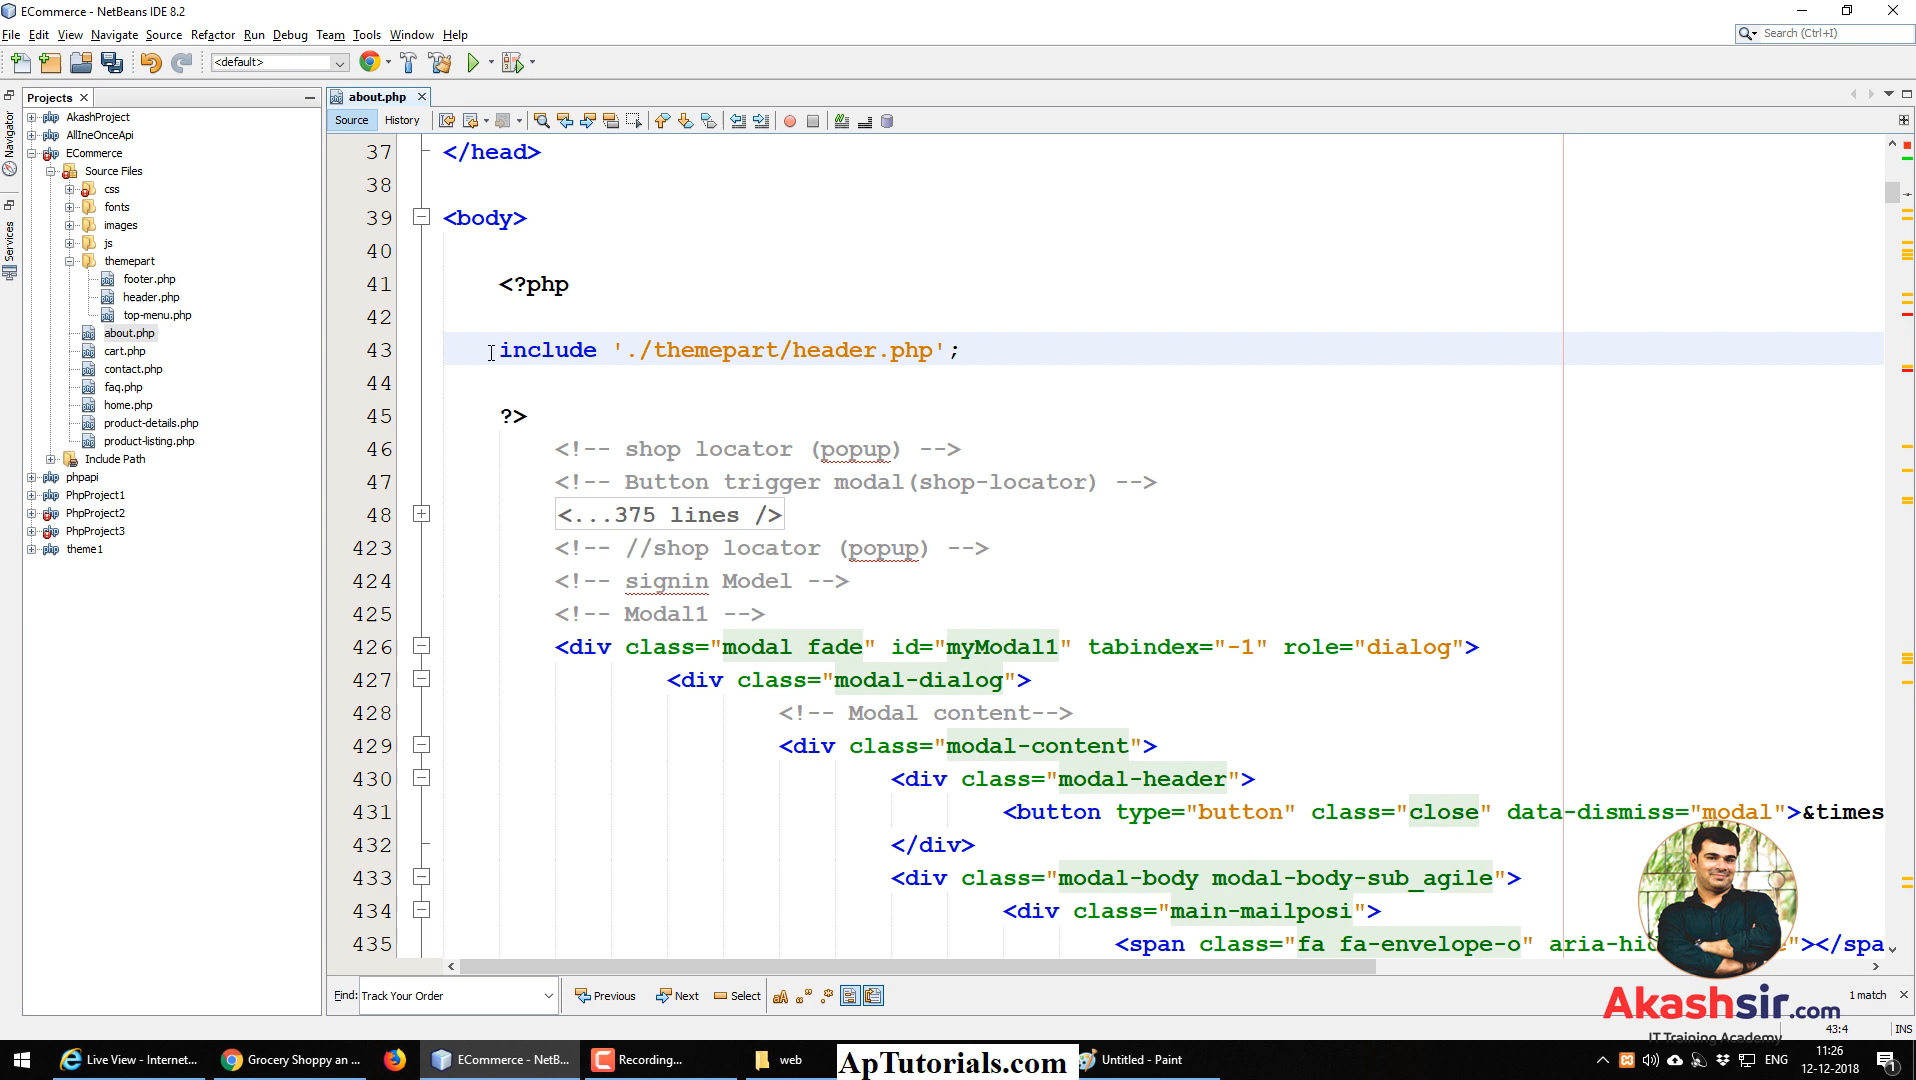 ECommerce - NetBeans IDE 8.2
File Edit View Navigate Source Refactor Run Debug Team Tools Window Help
Search (Ctrl+I)
<default>
Projects
about.php
Source History
Navigator
Services
AkashProject
AllIneOnceApi
ECommerce
Source Files
css
fonts
images
js
themepart
footer.php
header.php
top-menu.php
about.php
cart.php
contact.php
faq.php
home.php
product-details.php
product-listing.php
Include Path
phpapi
PhpProject1
PhpProject2
PhpProject3
theme1
37 </head>
38
39 <body>
40
41 <?php
42
43 include './themepart/header.php';
44
45 ?>
46 <!-- shop locator (popup) -->
47 <!-- Button trigger modal(shop-locator) -->
48 <...375 lines />
423 <!-- //shop locator (popup) -->
424 <!-- signin Model -->
425 <!-- Modal1 -->
426 <div class="modal fade" id="myModal1" tabindex="-1" role="dialog">
427 <div class="modal-dialog">
428 <!-- Modal content-->
429 <div class="modal-content">
430 <div class="modal-header">
431 <button type="button" class="close" data-dismiss="modal">&times
432 </div>
433 <div class="modal-body modal-body-sub_agile">
434 <div class="main-mailposi">
435 <span class="fa fa-envelope-o" aria-hid "></spa
Find: Track Your Order Previous Next Select 1 match
Akashsir.com
IT Training Academy
43:4 INS
Live View - Internet...
Grocery Shoppy an ...
ECommerce - NetB...
Recording...
web
ApTutorials.com
Untitled - Paint
ENG
11:26
12-12-2018
1